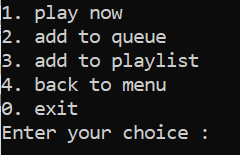 1. play now
2. add to queue
3. add to playlist
4. back to menu
0. exit
Enter your choice :